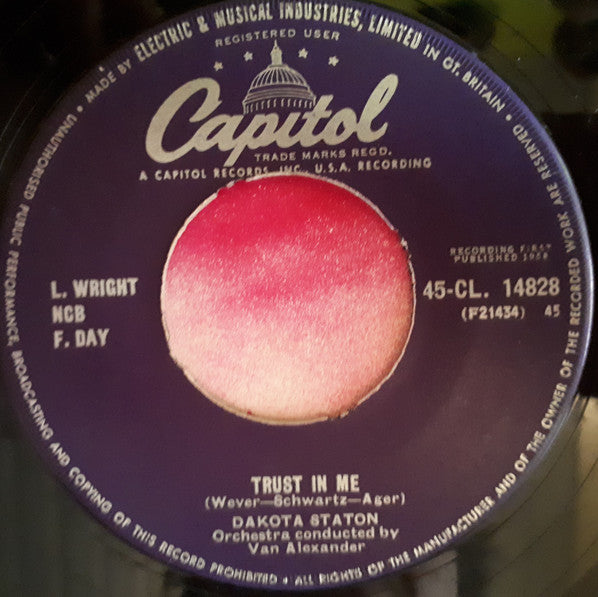 • MADE BY ELECTRIC & MUSICAL INDUSTRIES, LIMITED IN GT. BRITAIN • UNAUTHORISED PUBLIC PERFORMANCE, BROADCASTING AND COPYING OF THIS RECORD PROHIBITED • ALL RIGHTS OF THE MANUFACTURER AND OF THE OWNER OF THE RECORDED WORK ARE RESERVED •
REGISTERED USER
Capitol
TRADE MARKS REGD.
A CAPITOL RECORDS, INC., U.S.A. RECORDING
RECORDING FIRST
PUBLISHED
L. WRIGHT
NCB
F. DAY
45-CL. 14828
(F21434) 45
TRUST IN ME
(Wever—Schwartz—Ager)
DAKOTA STATON
Orchestra conducted by
Van Alexander